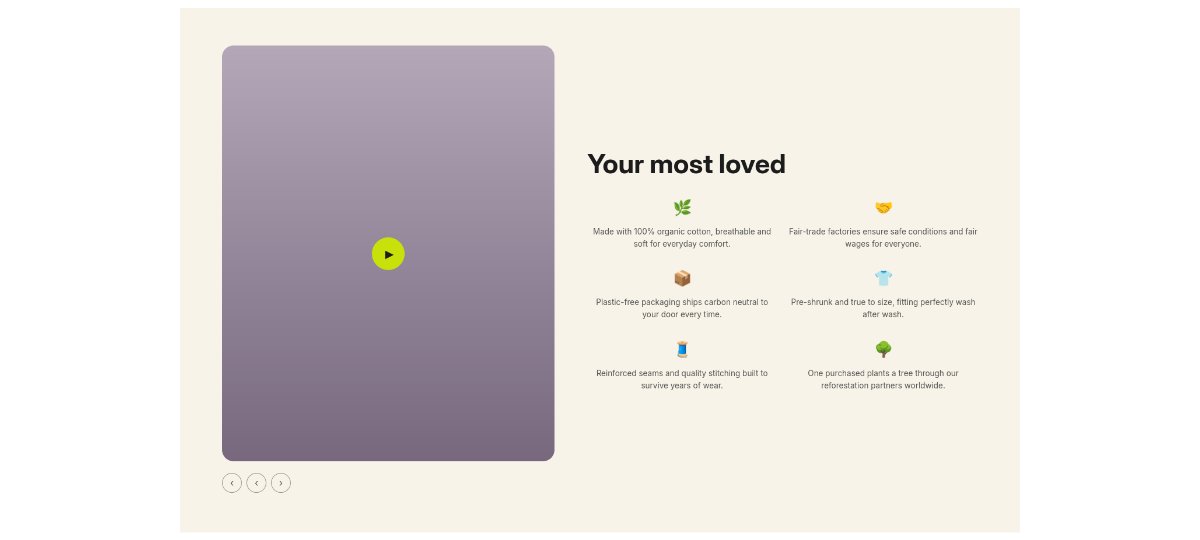 Your most loved
Made with 100% organic cotton, breathable and
soft for everyday comfort.
Fair-trade factories ensure safe conditions and fair
wages for everyone.
Plastic-free packaging ships carbon neutral to
your door every time.
Pre-shrunk and true to size, fitting perfectly wash
after wash.
Reinforced seams and quality stitching built to
survive years of wear.
One purchased plants a tree through our
reforestation partners worldwide.